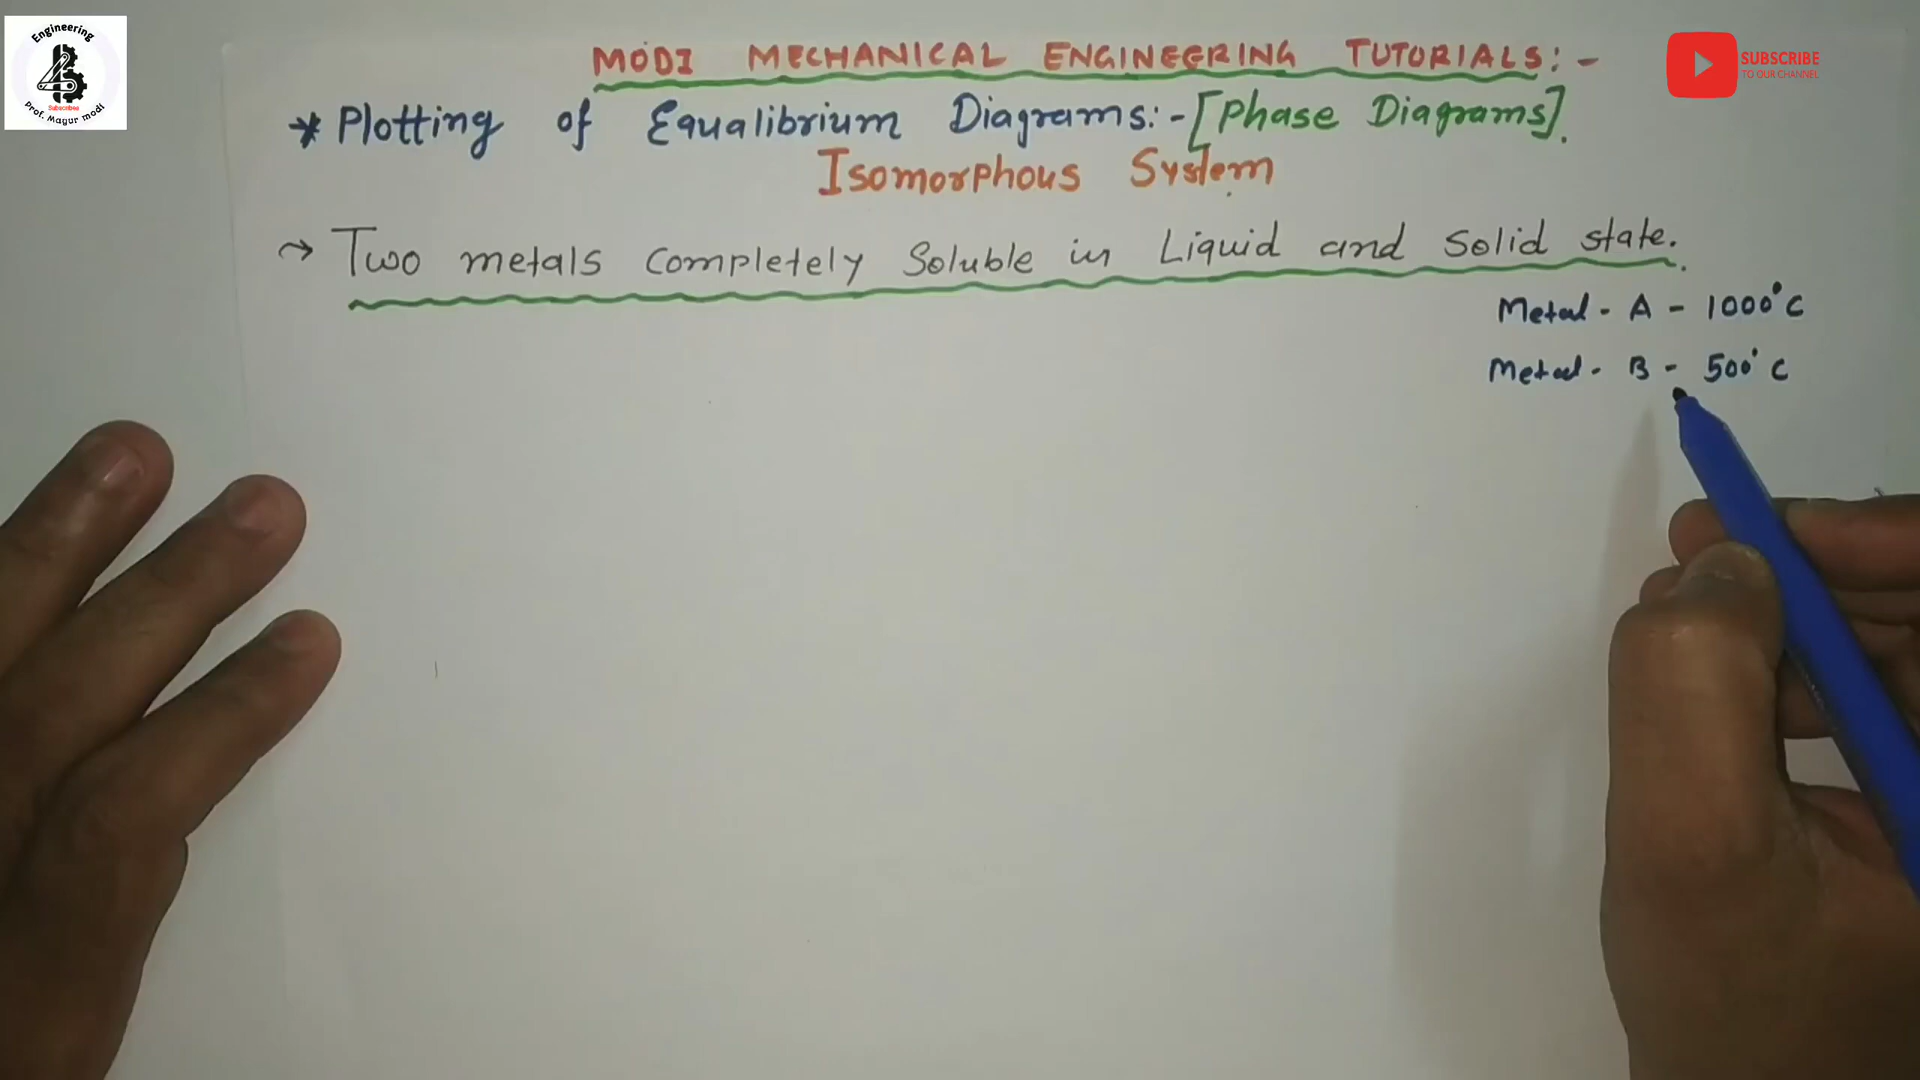 Engineering
Subscribes
Prof. Mayur modi
SUBSCRIBE
TO OUR CHANNEL
MODI MECHANICAL ENGINEERING TUTORIALS:-
* Plotting of Equalibrium Diagrams:-[Phase Diagrams].
Isomorphous System
→ Two metals completely Soluble in Liquid and Solid state.
Metal - A - 1000°C
Metal - B - 500°C